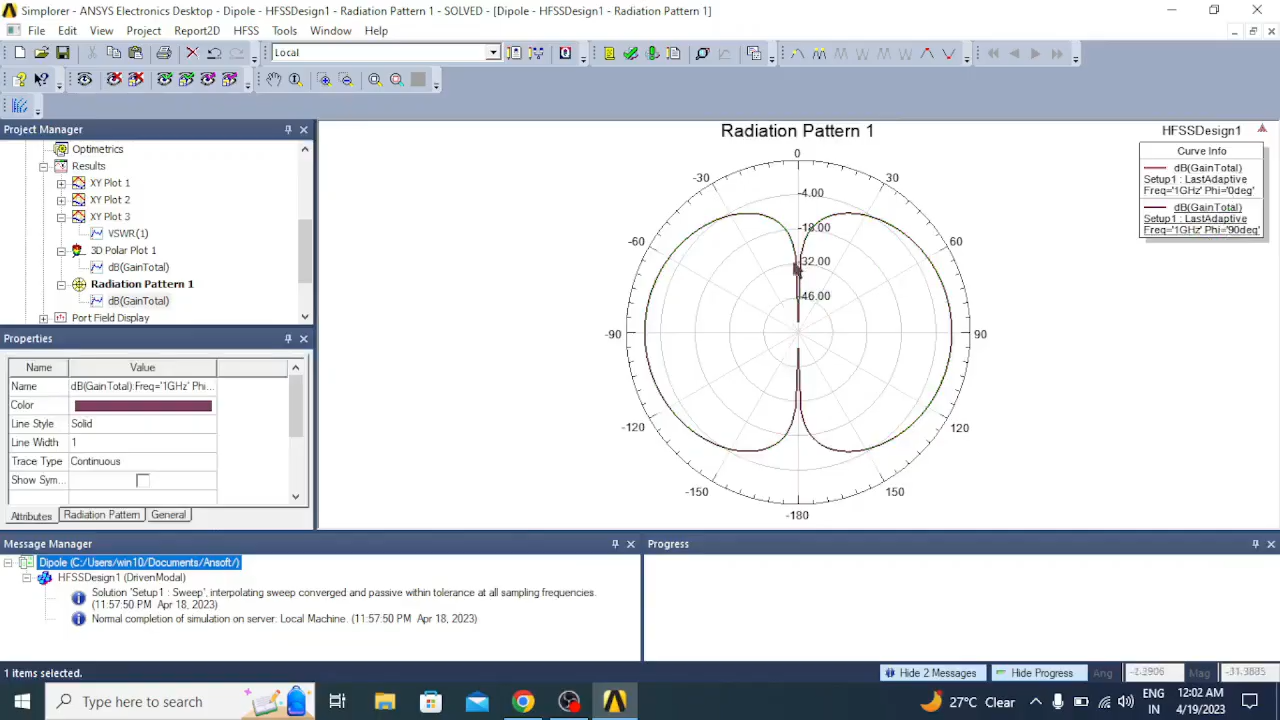 Simplorer - ANSYS Electronics Desktop - Dipole - HFSSDesign1 - Radiation Pattern 1 - SOLVED - [Dipole - HFSSDesign1 - Radiation Pattern 1]
File Edit View Project Report2D HFSS Tools Window Help
Local
Project Manager
Optimetrics
Results
XY Plot 1
XY Plot 2
XY Plot 3
VSWR(1)
3D Polar Plot 1
dB(GainTotal)
Radiation Pattern 1
dB(GainTotal)
Port Field Display
Properties
Name Value
Name dB(GainTotal):Freq='1GHz' Phi...
Color
Line Style Solid
Line Width 1
Trace Type Continuous
Show Sym...
Attributes Radiation Pattern General
Radiation Pattern 1
0
-30 30
-4.00
-18.00
-60 60
-32.00
-46.00
-90 90
-120 120
-150 150
-180
HFSSDesign1
Curve Info
dB(GainTotal)
Setup1 : LastAdaptive
Freq='1GHz' Phi='0deg'
dB(GainTotal)
Setup1 : LastAdaptive
Freq='1GHz' Phi='90deg'
Message Manager
Dipole (C:/Users/win10/Documents/Ansoft/)
HFSSDesign1 (DrivenModal)
Solution 'Setup1 : Sweep', interpolating sweep converged and passive within tolerance at all sampling frequencies.
(11:57:50 PM Apr 18, 2023)
Normal completion of simulation on server: Local Machine. (11:57:50 PM Apr 18, 2023)
Progress
1 items selected.
Hide 2 Messages Hide Progress Ang Mag
Type here to search
27°C Clear
ENG
IN
12:02 AM
4/19/2023